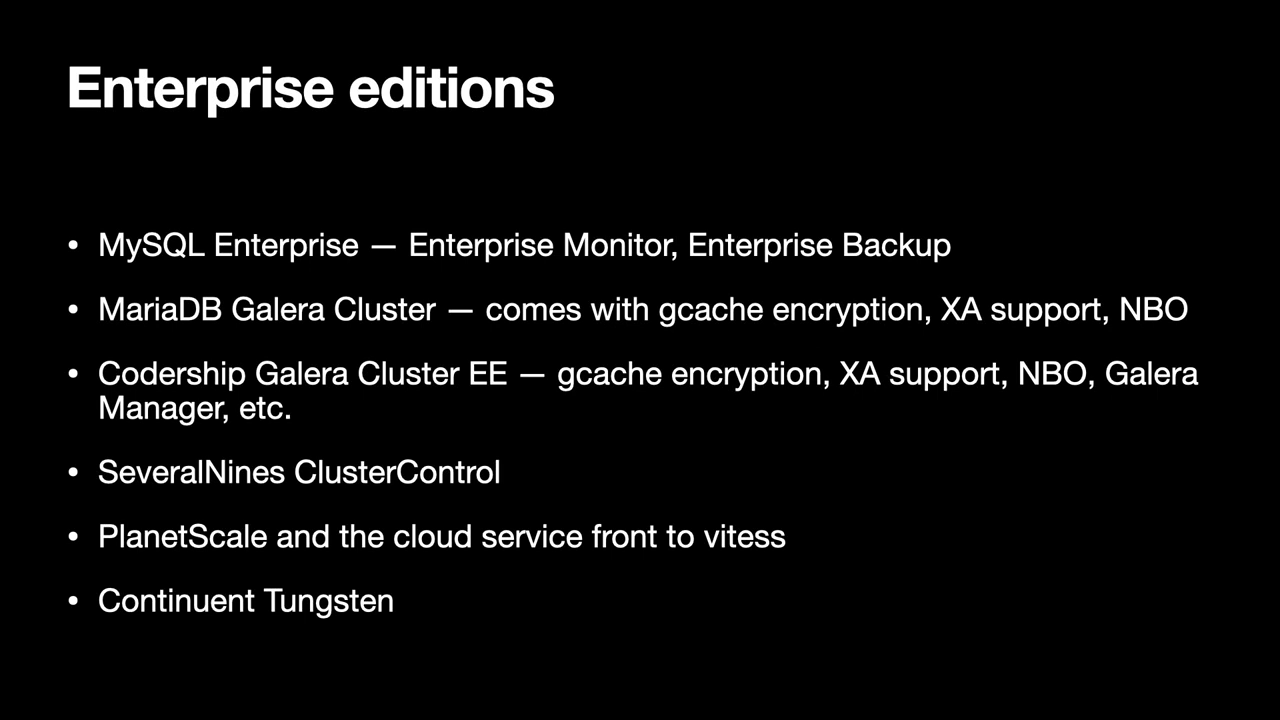 Enterprise editions
• MySQL Enterprise — Enterprise Monitor, Enterprise Backup
• MariaDB Galera Cluster — comes with gcache encryption, XA support, NBO
• Codership Galera Cluster EE — gcache encryption, XA support, NBO, Galera
Manager, etc.
• SeveralNines ClusterControl
• PlanetScale and the cloud service front to vitess
• Continuent Tungsten